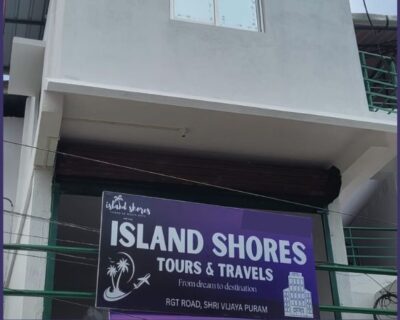 island shores
ISLAND SHORES
TOURS & TRAVELS
From dream to destination
RGT ROAD, SHRI VIJAYA PURAM